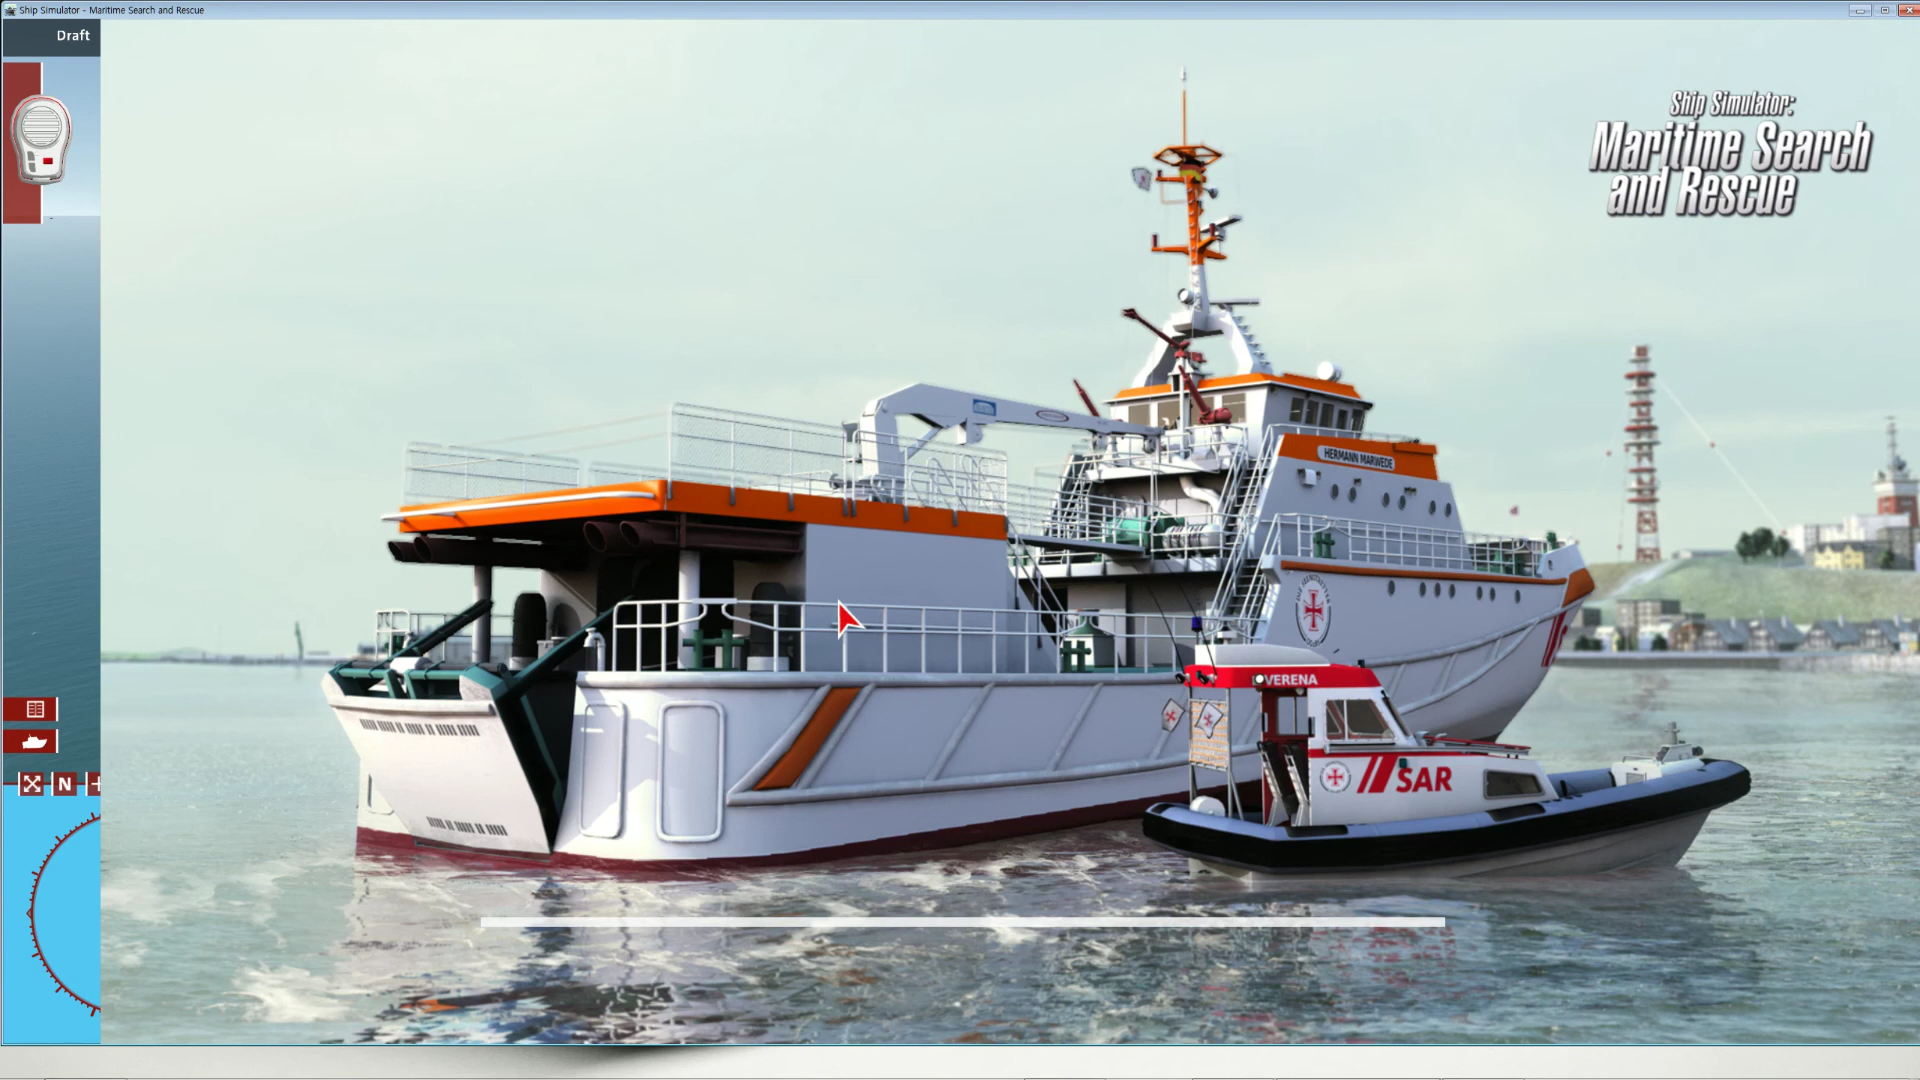 Ship Simulator - Maritime Search and Rescue
Draft
Ship Simulator:
Maritime Search
and Rescue
HERMANN MARWEDE
VERENA
SAR
N